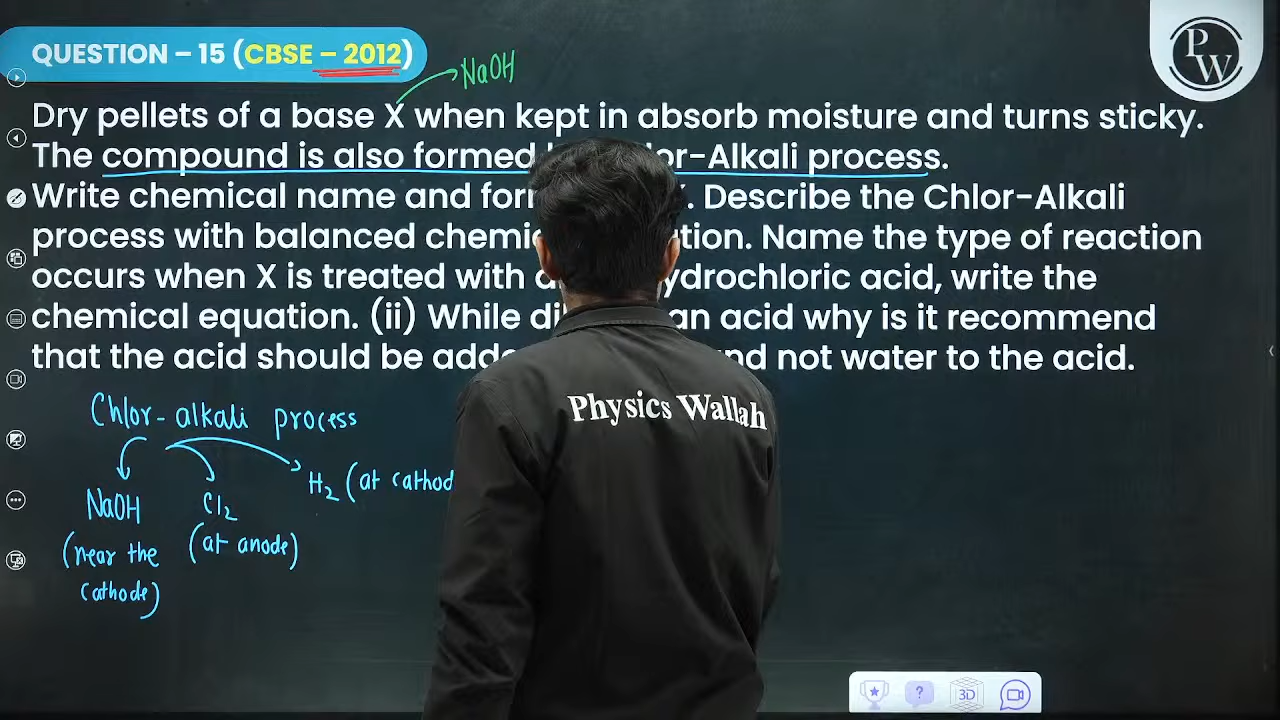 QUESTION – 15 (CBSE – 2012)
NaOH
PW
Dry pellets of a base X when kept in absorb moisture and turns sticky.
The compound is also formed or-Alkali process.
Write chemical name and for X. Describe the Chlor-Alkali
process with balanced chemi tion. Name the type of reaction
occurs when X is treated with d ydrochloric acid, write the
chemical equation. (ii) While dil an acid why is it recommend
that the acid should be adde nd not water to the acid.
Physics Wallah
Chlor-alkali process
H2 (at cathod
NaOH Cl2
(near the (at anode)
cathode)
3D